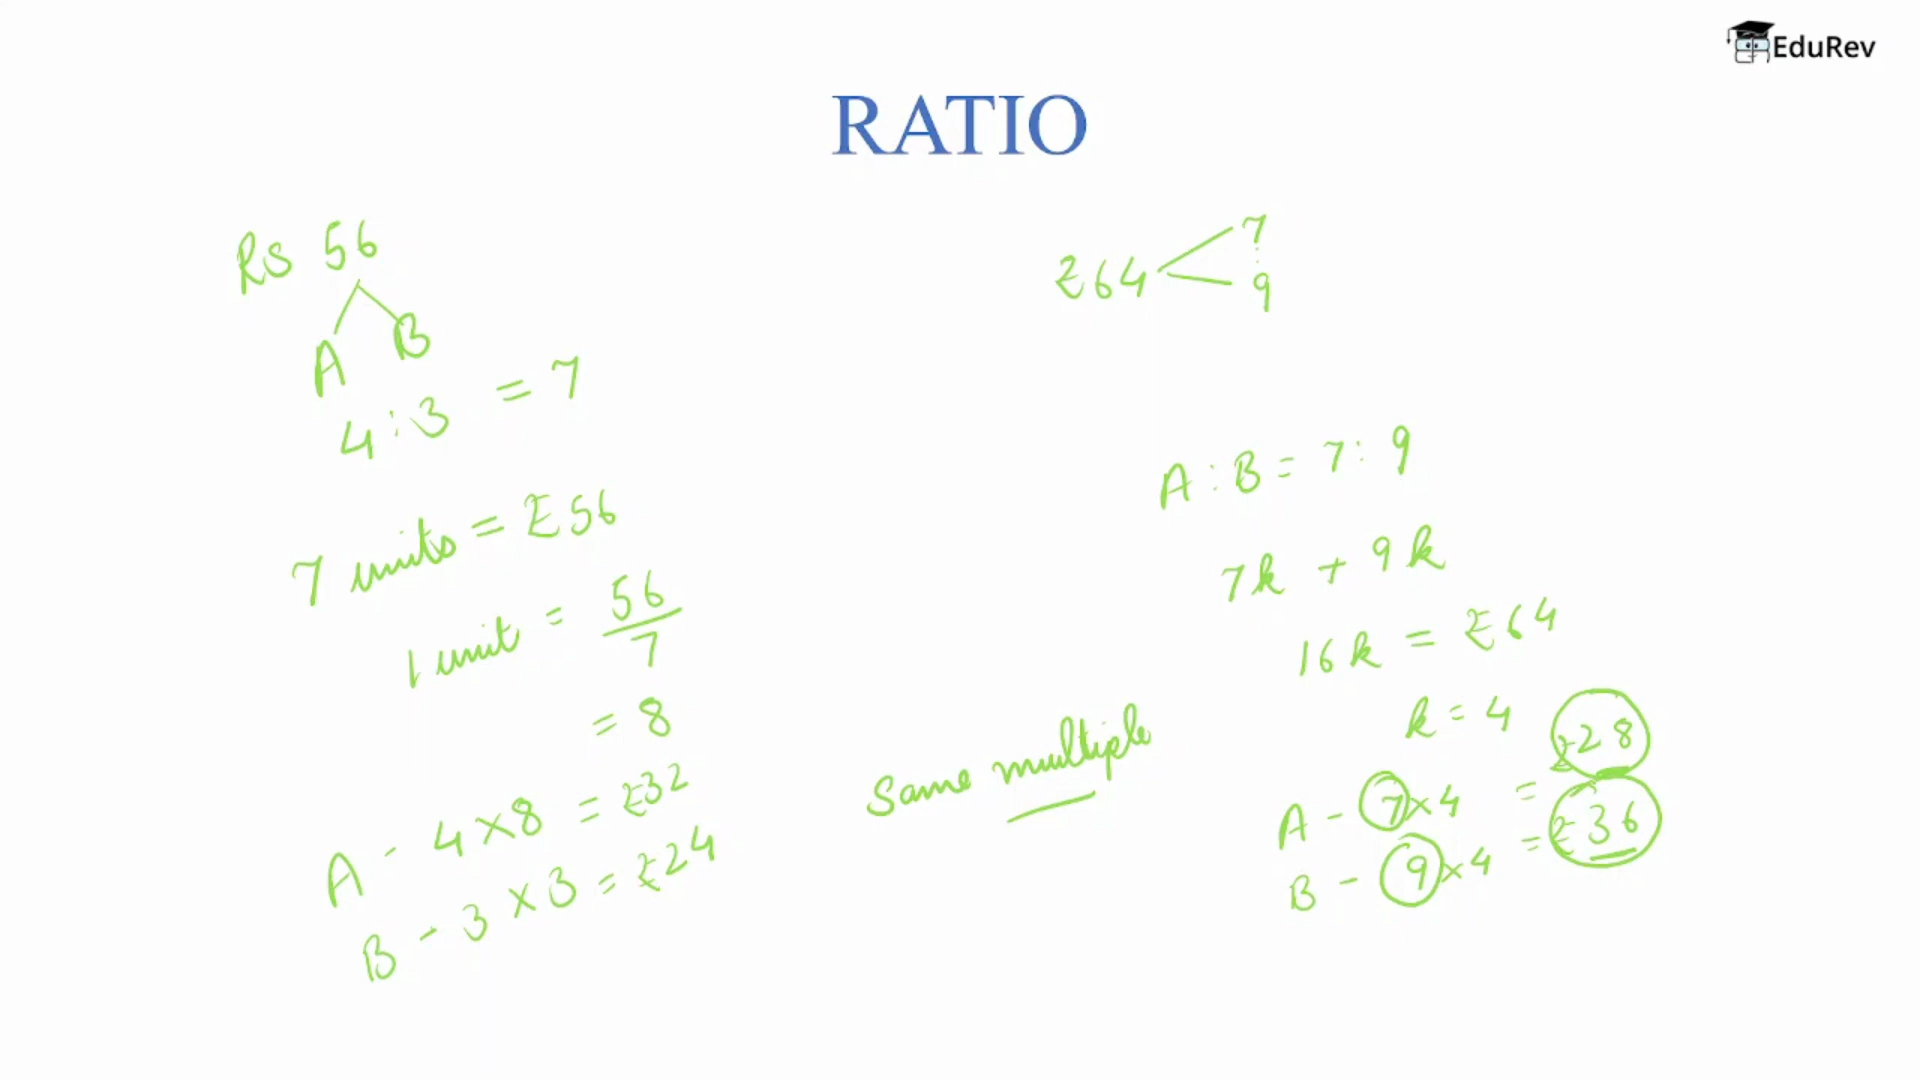 EduRev
RATIO
Rs 56
A B
4 : 3 = 7
7 units = ₹56
1 unit = 56/7
= 8
A - 4 × 8 = ₹32
B - 3 × 8 = ₹24
Same multiple
₹64
7
:
9
A : B = 7 : 9
7k + 9k
16k = ₹64
k = 4
A - 7 × 4 = ₹28
B - 9 × 4 = ₹36